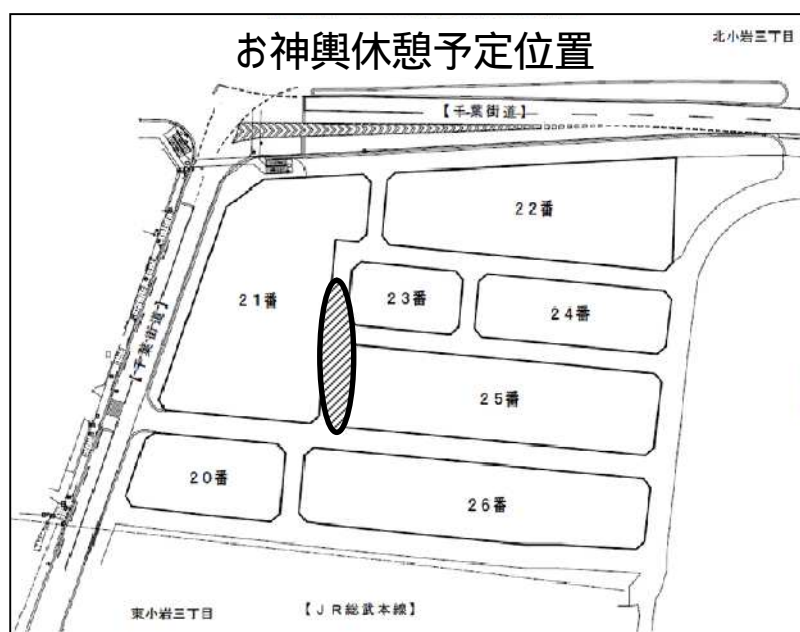 お神輿休憩予定位置
北小岩三丁目
【千葉街道】
22番
21番
23番
24番
【千葉街道】
25番
20番
26番
東小岩三丁目
【JR総武本線】